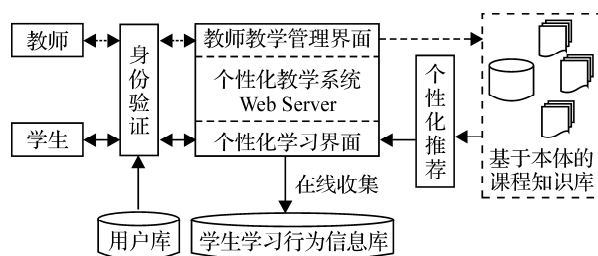 教师
学生
身份验证
教师教学管理界面
个性化教学系统
Web Server
个性化学习界面
个性化推荐
基于本体的
课程知识库
在线收集
用户库
学生学习行为信息库